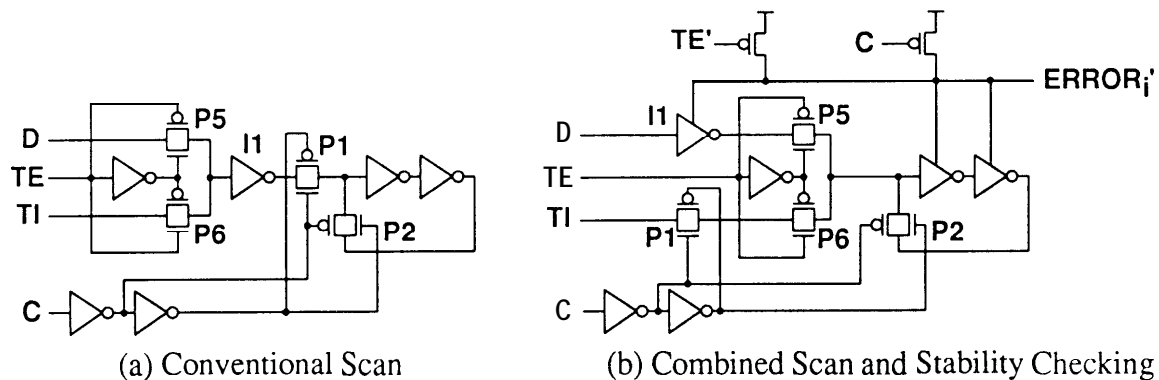 D
TE
TI
C
P5
P6
I1
P1
P2
(a) Conventional Scan
TE'
C
ERRORi'
D
TE
TI
C
I1
P5
P1
P6
P2
(b) Combined Scan and Stability Checking